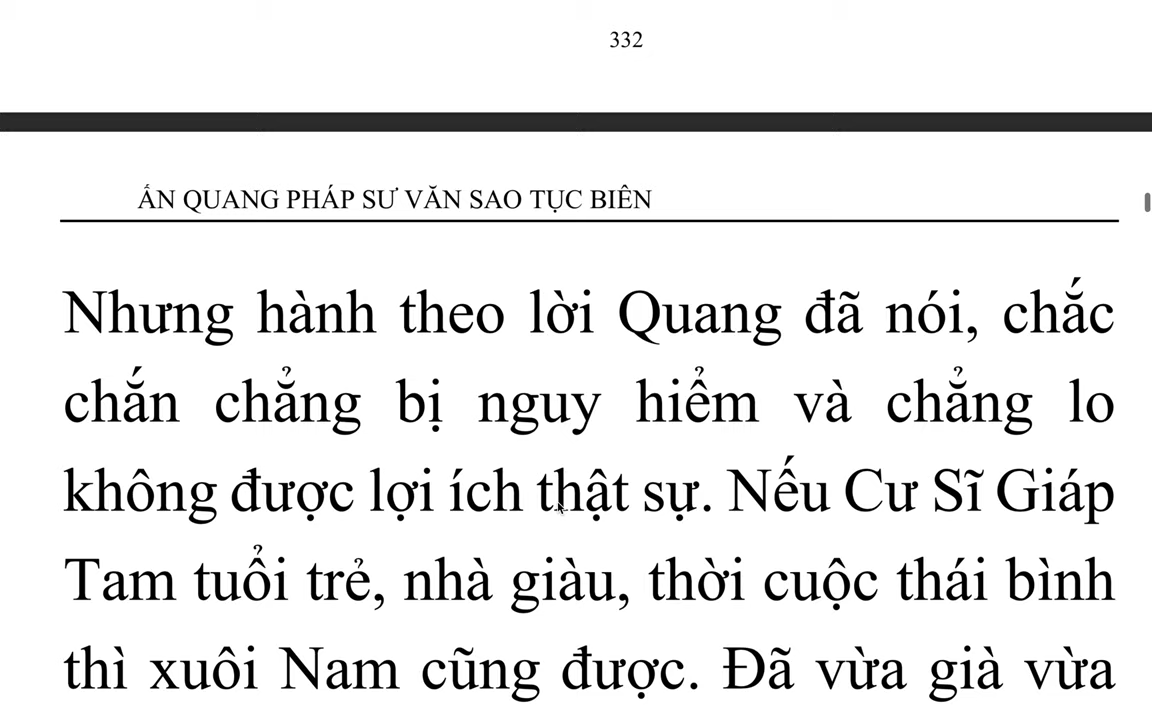 332
ẤN QUANG PHÁP SƯ VĂN SAO TỤC BIÊN
Nhưng hành theo lời Quang đã nói, chắc
chắn chẳng bị nguy hiểm và chẳng lo
không được lợi ích thật sự. Nếu Cư Sĩ Giáp
Tam tuổi trẻ, nhà giàu, thời cuộc thái bình
thì xuôi Nam cũng được. Đã vừa già vừa